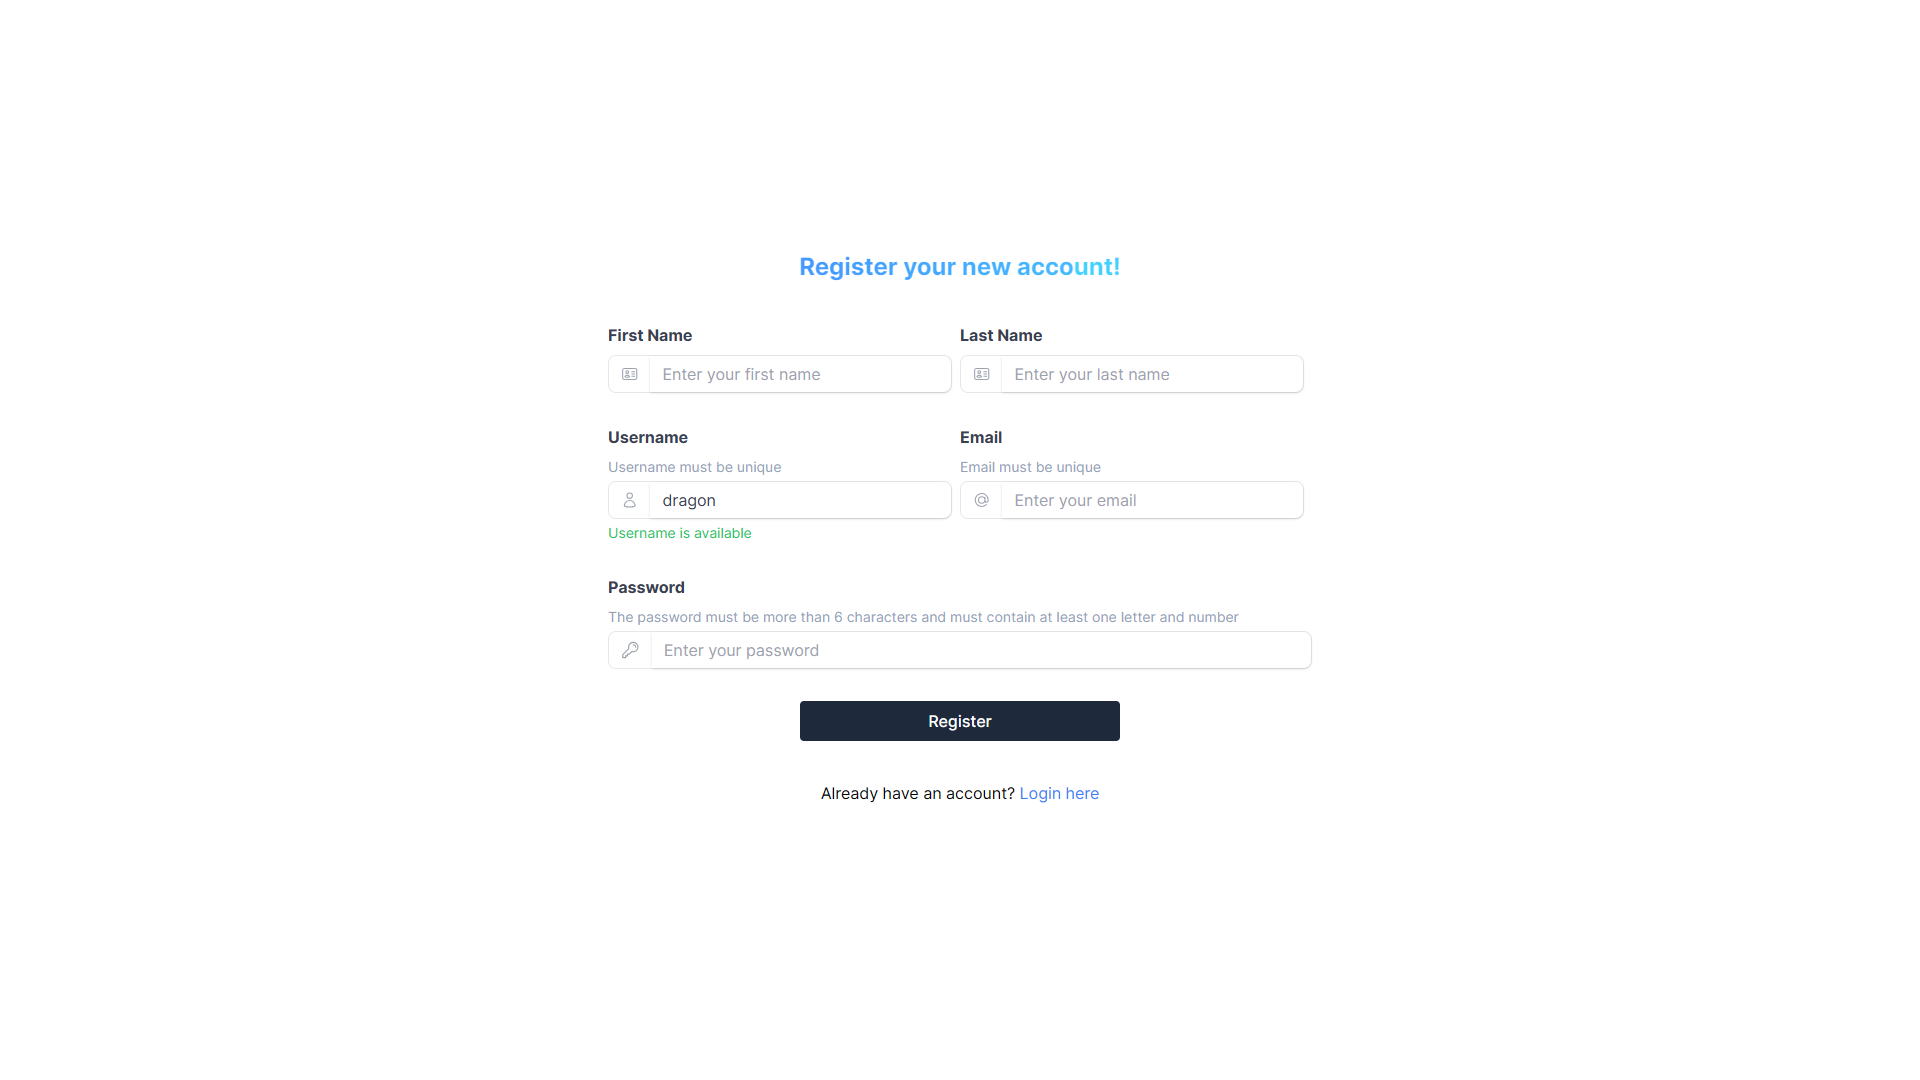 Register your new account!
First Name
Last Name
Enter your first name
Enter your last name
Username
Email
Username must be unique
Email must be unique
dragon
Enter your email
Username is available
Password
The password must be more than 6 characters and must contain at least one letter and number
Enter your password
Register
Already have an account? Login here